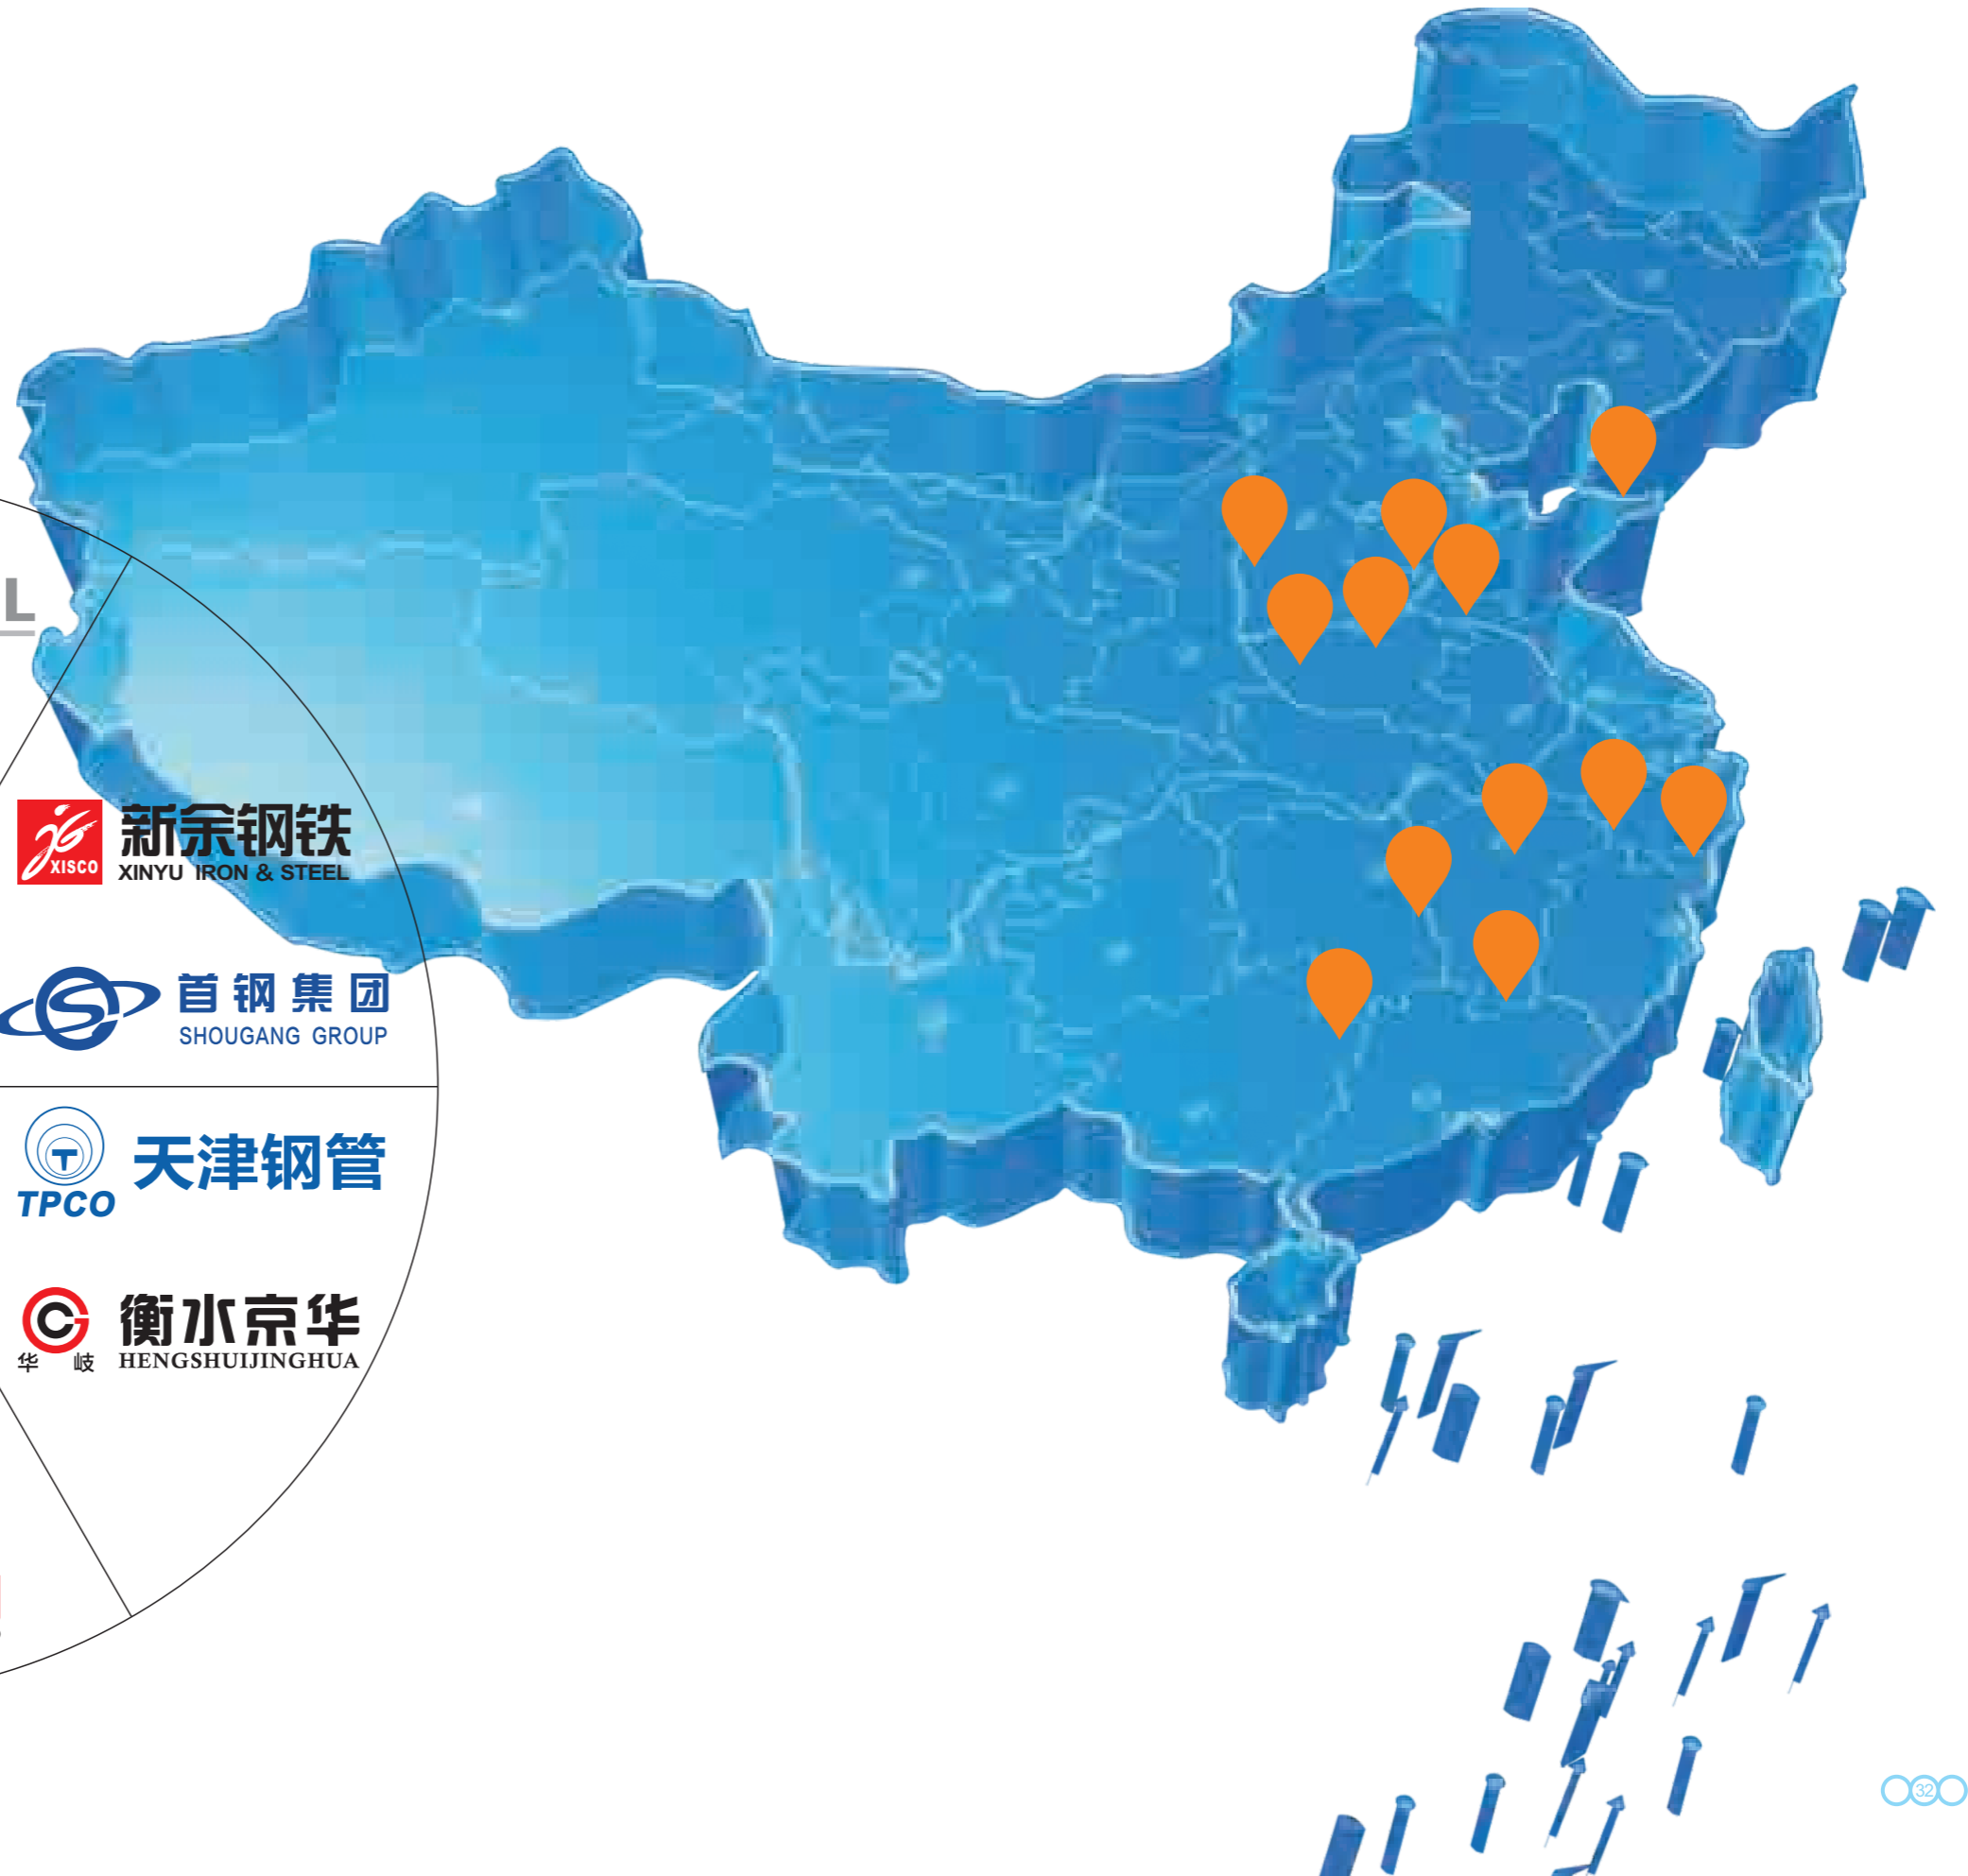 L
XISCO
新余钢铁
XINYU IRON & STEEL
首钢集团
SHOUGANG GROUP
T
TPCO
天津钢管
华 岐
衡水京华
HENGSHUIJINGHUA
32